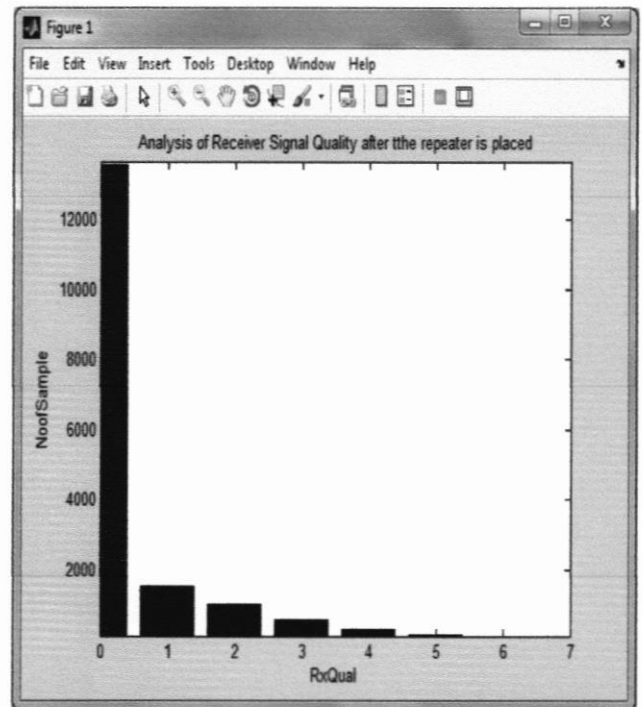 Figure 1
File Edit View Insert Tools Desktop Window Help
Analysis of Receiver Signal Quality after tthe repeater is placed
12000
10000
8000
6000
4000
2000
NoofSample
0 1 2 3 4 5 6 7
RxQual